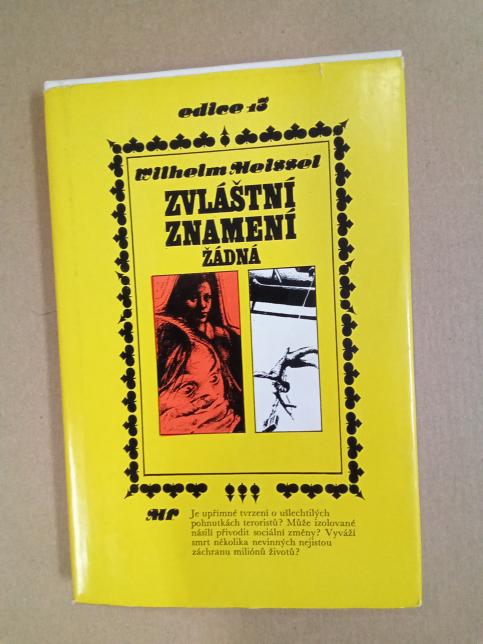 edice 13
Wilhelm Meissel
ZVLÁŠTNÍ
ZNAMENÍ
ŽÁDNÁ
Mf
Je upřímné tvrzení o ušlechtilých
pohnutkách teroristů? Může izolované
násilí přivodit sociální změny? Vyváží
smrt několika nevinných nejistou
záchranu miliónů životů?